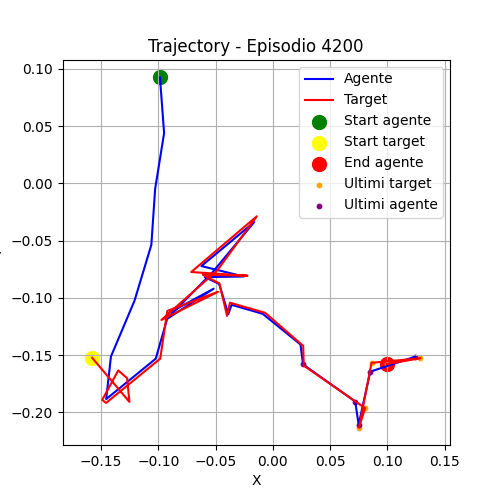 Trajectory - Episodio 4200
Agente
Target
Start agente
Start target
End agente
Ultimi target
Ultimi agente
0.10
0.05
0.00
−0.05
−0.10
−0.15
−0.20
−0.15
−0.10
−0.05
0.00
0.05
0.10
0.15
X